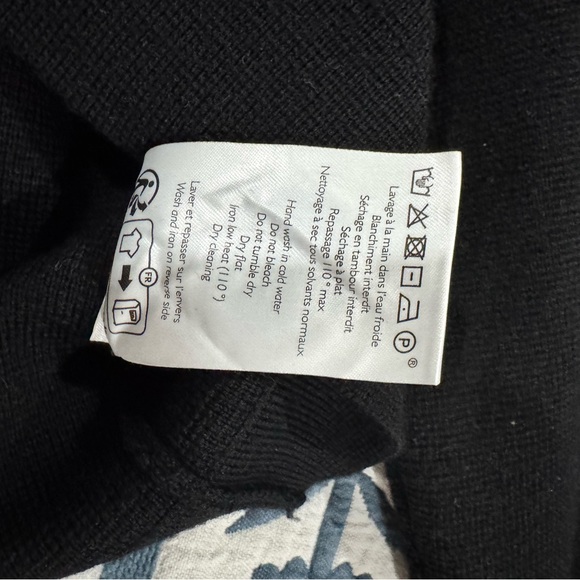 P ®
Lavage à la main dans l'eau froide
Blanchiment interdit
Séchage en tambour interdit
Séchage à plat
Repassage 110° max
Nettoyage à sec tous solvants normaux
Hand wash in cold water
Do not bleach
Do not tumble dry
Dry flat
Iron low heat (110°)
Dry cleaning
Laver et repasser sur l'envers
Wash and iron on reverse side
FR